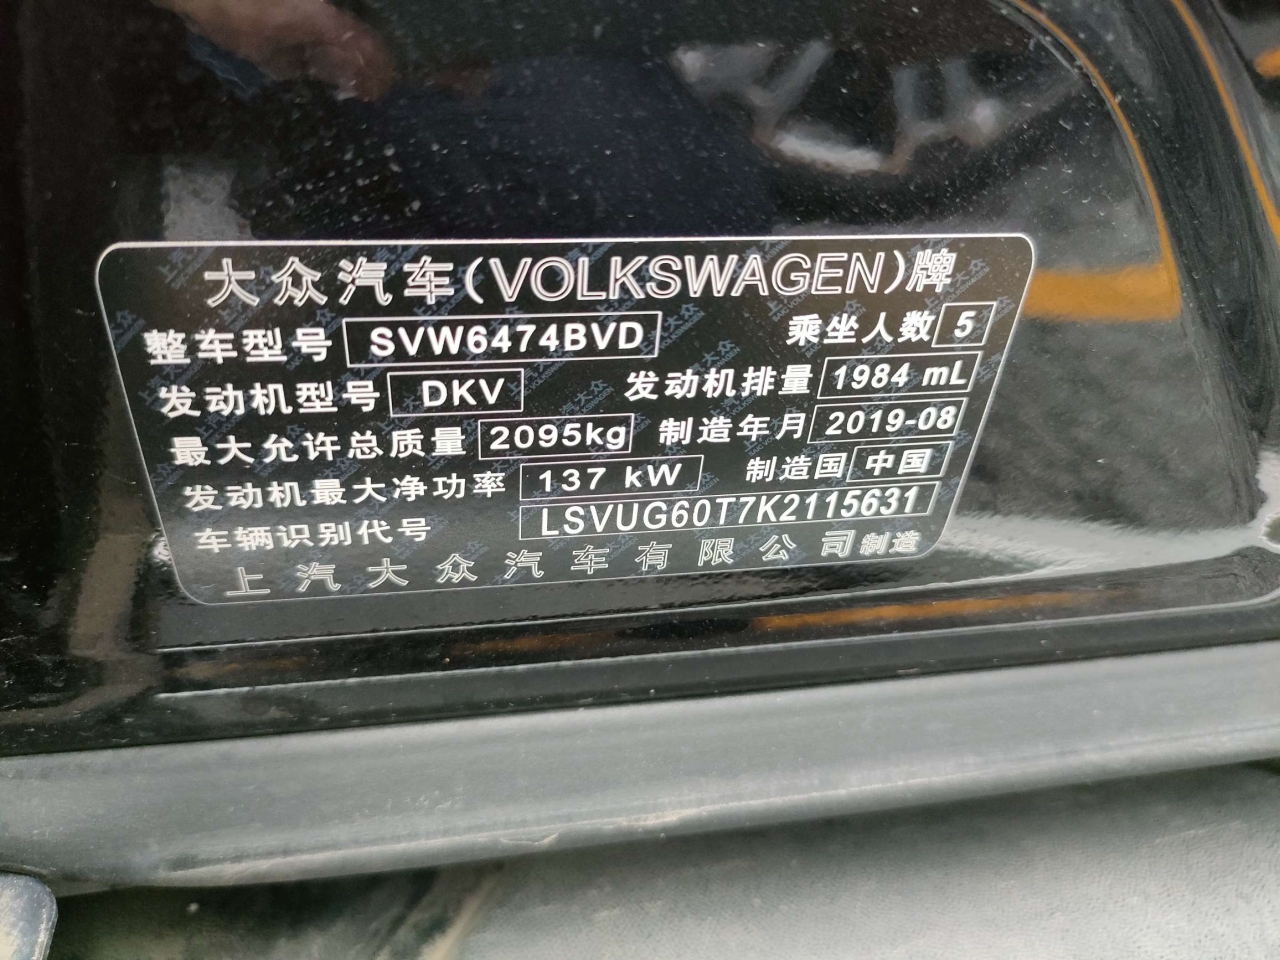 大众汽车(VOLKSWAGEN)牌
整车型号 SVW6474BVD 乘坐人数 5
发动机型号 DKV 发动机排量 1984 mL
最大允许总质量 2095kg 制造年月 2019-08
发动机最大净功率 137 kW 制造国 中国
车辆识别代号 LSVUG60T7K2115631
上汽大众汽车有限公司制造